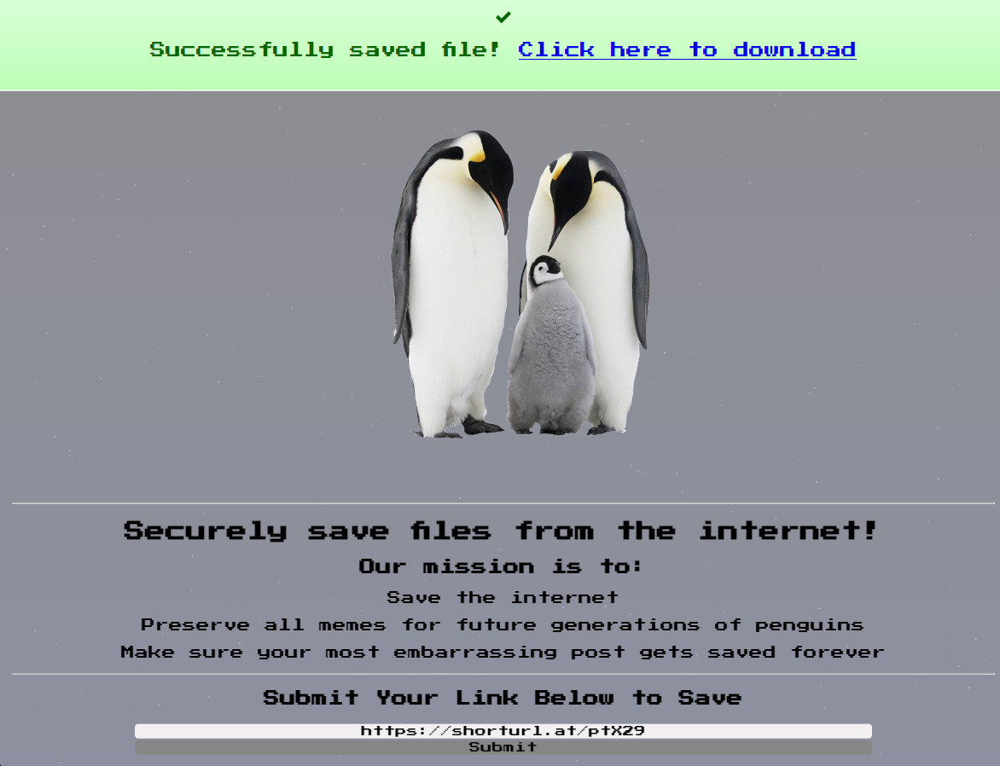 Successfully saved file! Click here to download
Securely save files from the internet!
Our mission is to:
Save the internet
Preserve all memes for future generations of penguins
Make sure your most embarrassing post gets saved forever
Submit Your Link Below to Save
https://shorturl.at/ptX29
Submit